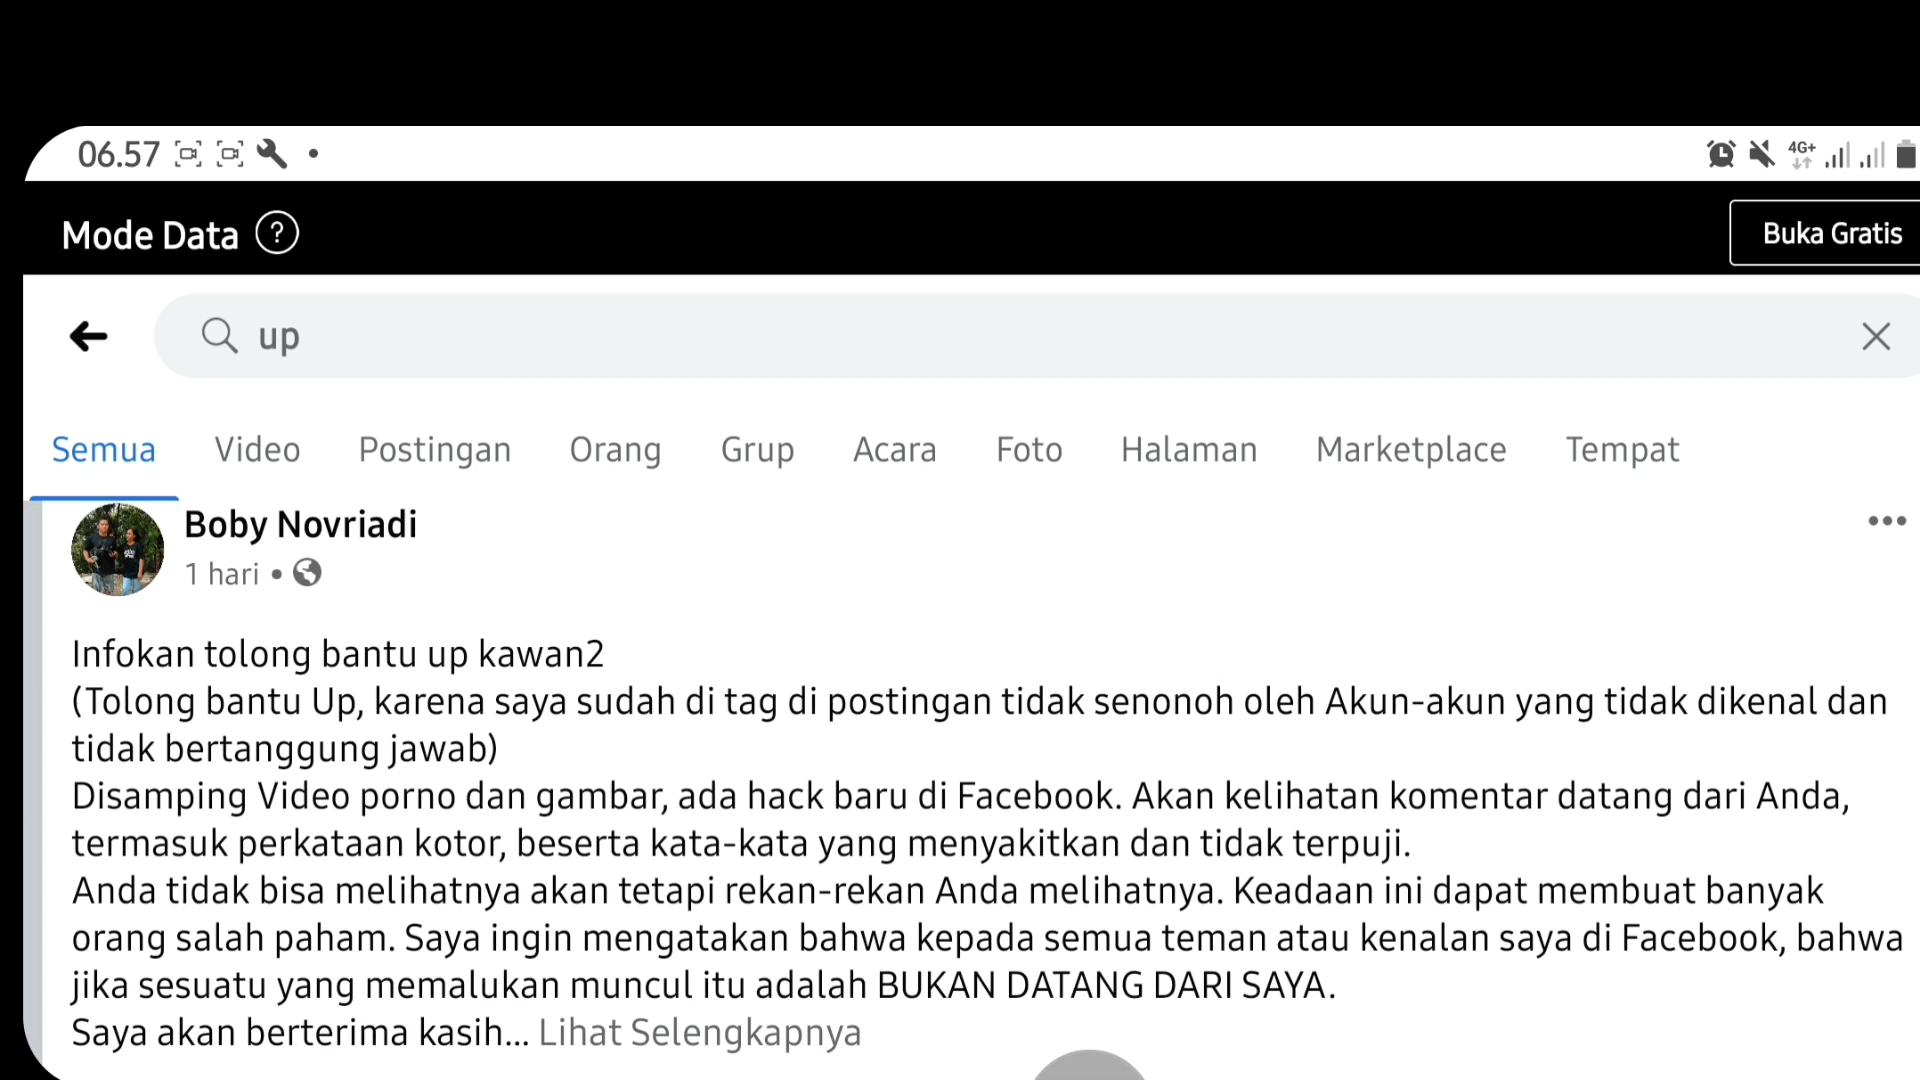 06.57
4G+
Mode Data ?
Buka Gratis
up
Semua Video Postingan Orang Grup Acara Foto Halaman Marketplace Tempat
Boby Novriadi
1 hari •
Infokan tolong bantu up kawan2
(Tolong bantu Up, karena saya sudah di tag di postingan tidak senonoh oleh Akun-akun yang tidak dikenal dan
tidak bertanggung jawab)
Disamping Video porno dan gambar, ada hack baru di Facebook. Akan kelihatan komentar datang dari Anda,
termasuk perkataan kotor, beserta kata-kata yang menyakitkan dan tidak terpuji.
Anda tidak bisa melihatnya akan tetapi rekan-rekan Anda melihatnya. Keadaan ini dapat membuat banyak
orang salah paham. Saya ingin mengatakan bahwa kepada semua teman atau kenalan saya di Facebook, bahwa
jika sesuatu yang memalukan muncul itu adalah BUKAN DATANG DARI SAYA.
Saya akan berterima kasih... Lihat Selengkapnya